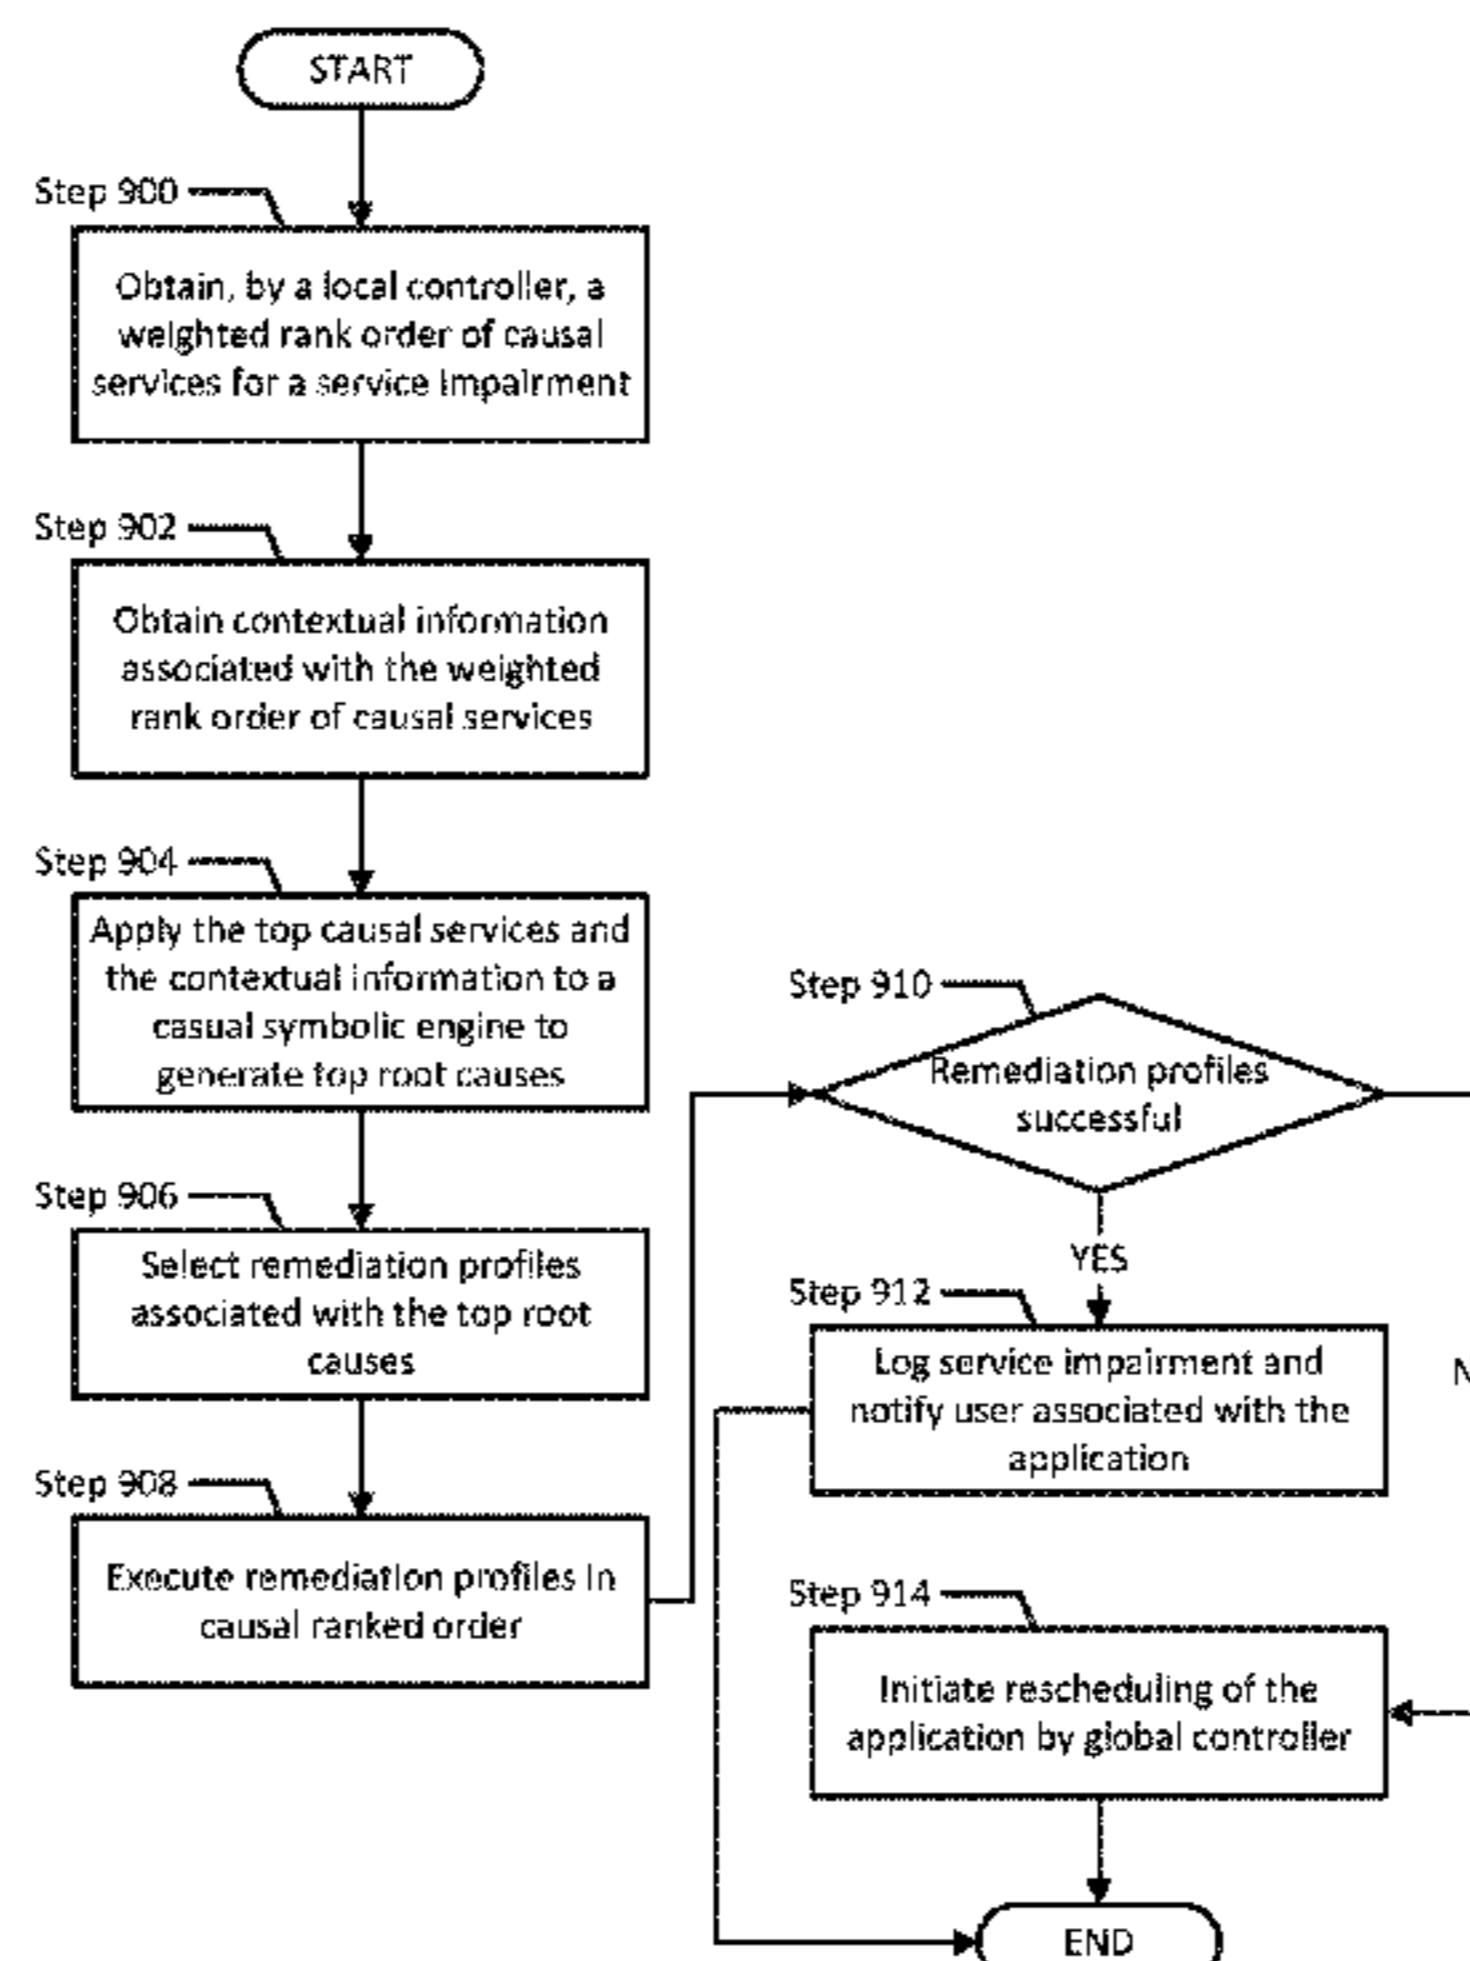 START
Step 900
Obtain, by a local controller, a
weighted rank order of causal
services for a service impairment
Step 902
Obtain contextual information
associated with the weighted
rank order of causal services
Step 904
Apply the top causal services and
the contextual information to a
casual symbolic engine to
generate top root causes
Step 906
Select remediation profiles
associated with the top root
causes
Step 908
Execute remediation profiles in
causal ranked order
Step 910
Remediation profiles
successful
YES
Step 912
Log service impairment and
notify user associated with the
application
Step 914
Initiate rescheduling of the
application by global controller
END